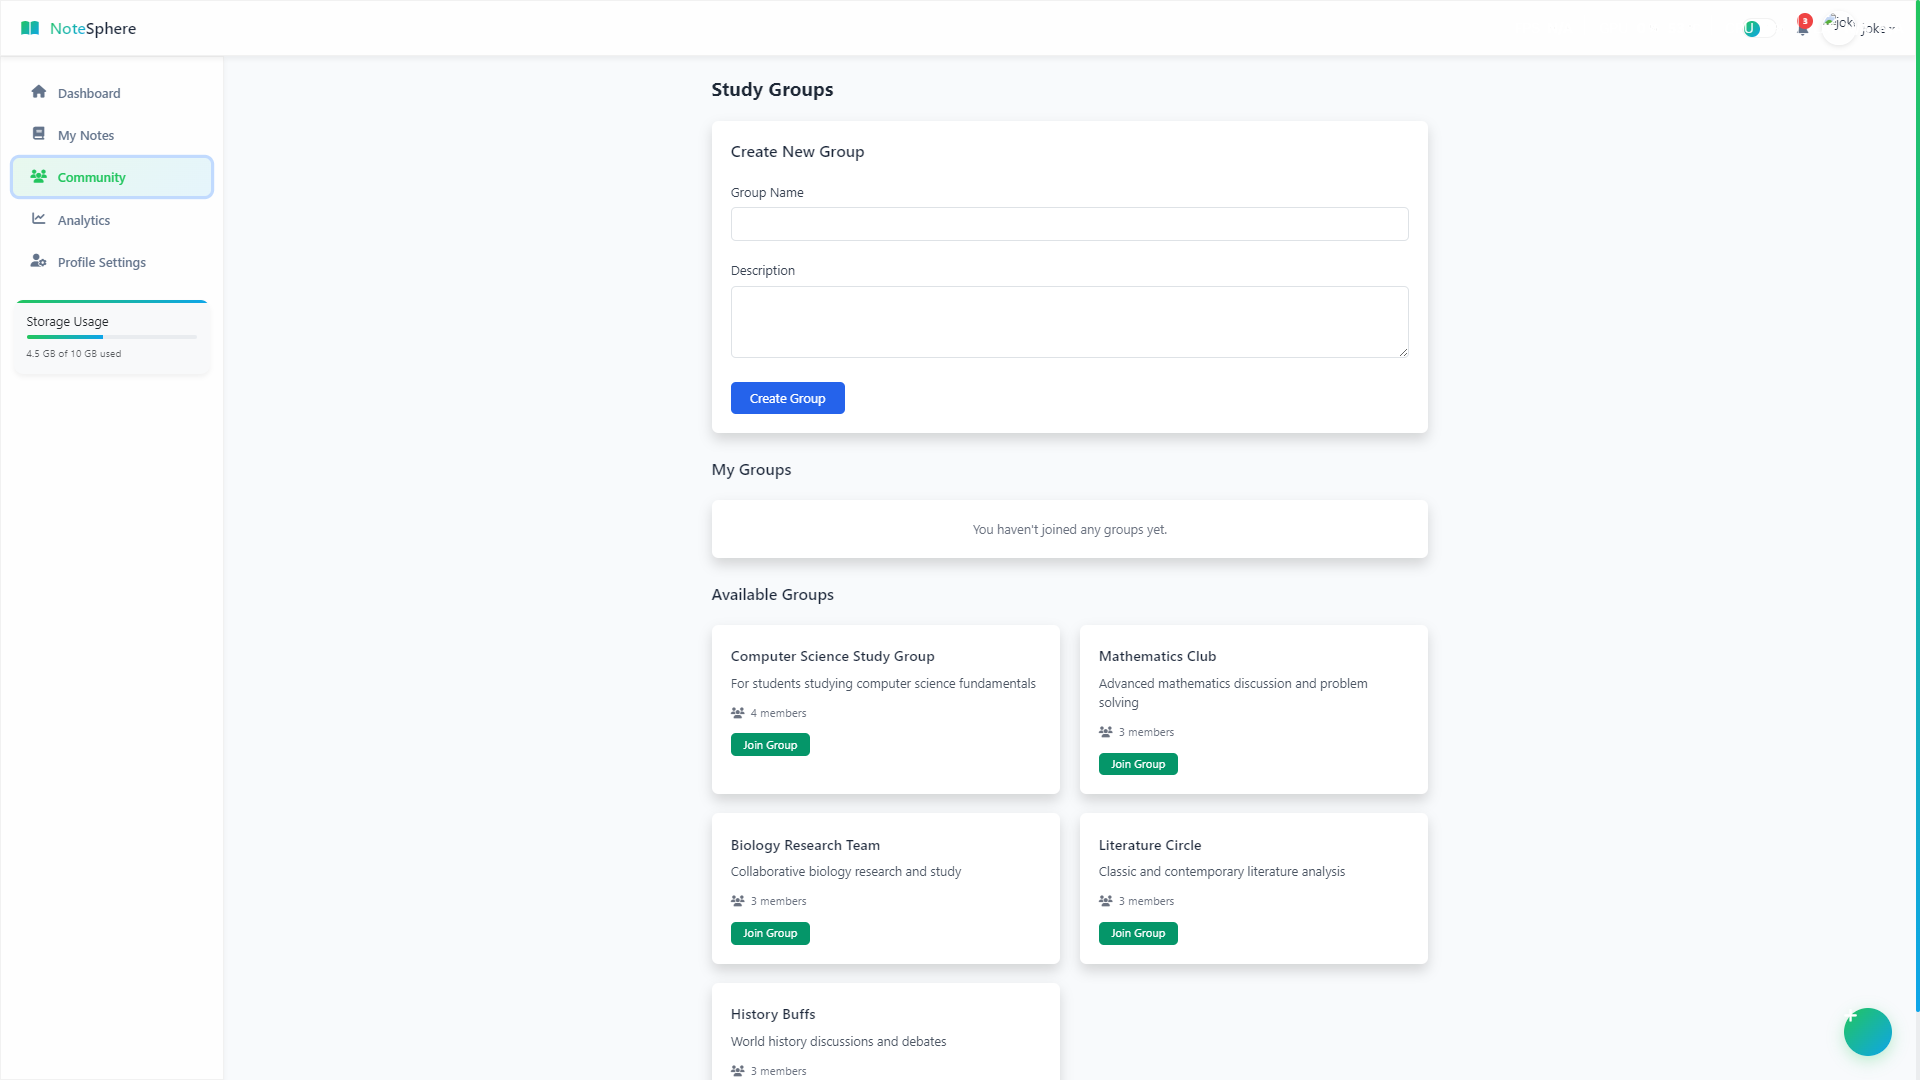 NoteSphere
3
joke
joke
Dashboard
My Notes
Community
Analytics
Profile Settings
Storage Usage
4.5 GB of 10 GB used
Study Groups
Create New Group
Group Name
Description
Create Group
My Groups
You haven't joined any groups yet.
Available Groups
Computer Science Study Group
For students studying computer science fundamentals
4 members
Join Group
Mathematics Club
Advanced mathematics discussion and problem
solving
3 members
Join Group
Biology Research Team
Collaborative biology research and study
3 members
Join Group
Literature Circle
Classic and contemporary literature analysis
3 members
Join Group
History Buffs
World history discussions and debates
3 members